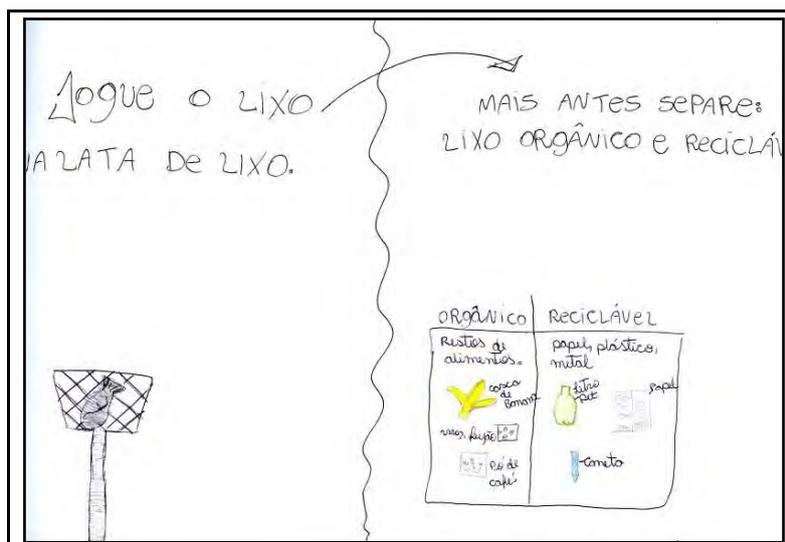 Jogue o lixo
NA LATA DE LIXO.
MAIS ANTES SEPARE:
LIXO ORGÂNICO E RECICLÁV
ORGÂNICO
Restos de
alimentos.
casca
de
banana
feijão
Pó de
café
RECICLÁVEL
papel, plástico,
metal
litro
pet
papel
caneta